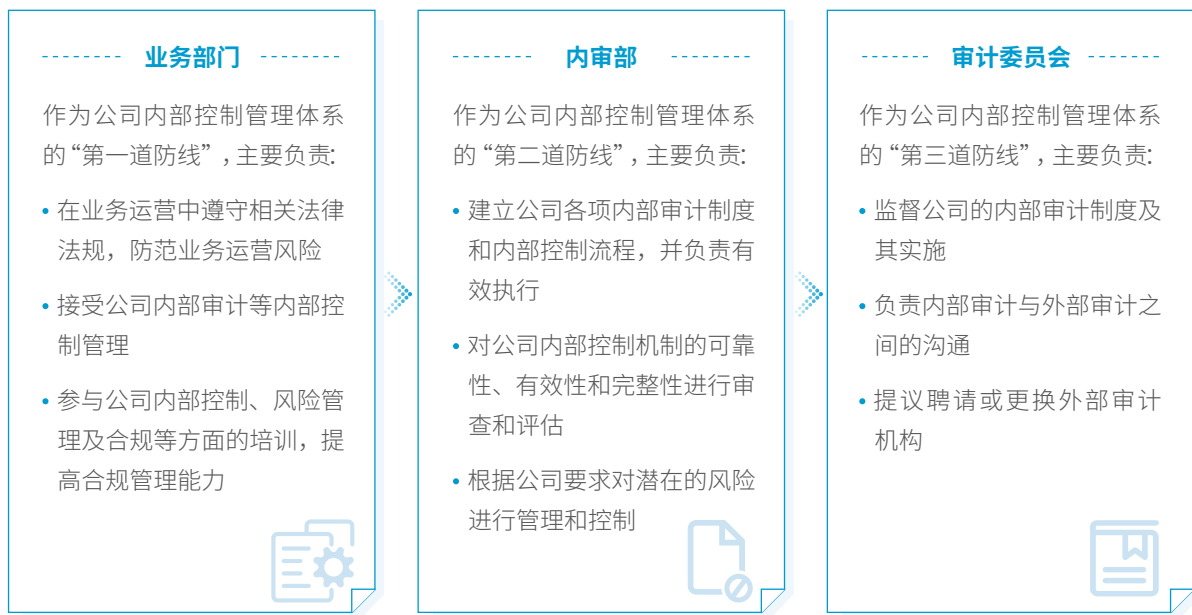 业务部门
作为公司内部控制管理体系
的“第一道防线”，主要负责:
• 在业务运营中遵守相关法律
法规，防范业务运营风险
• 接受公司内部审计等内部控
制管理
• 参与公司内部控制、风险管
理及合规等方面的培训，提
高合规管理能力
内审部
作为公司内部控制管理体系
的“第二道防线”，主要负责:
• 建立公司各项内部审计制度
和内部控制流程，并负责有
效执行
• 对公司内部控制机制的可靠
性、有效性和完整性进行审
查和评估
• 根据公司要求对潜在的风险
进行管理和控制
审计委员会
作为公司内部控制管理体系
的“第三道防线”，主要负责:
• 监督公司的内部审计制度及
其实施
• 负责内部审计与外部审计之
间的沟通
• 提议聘请或更换外部审计
机构